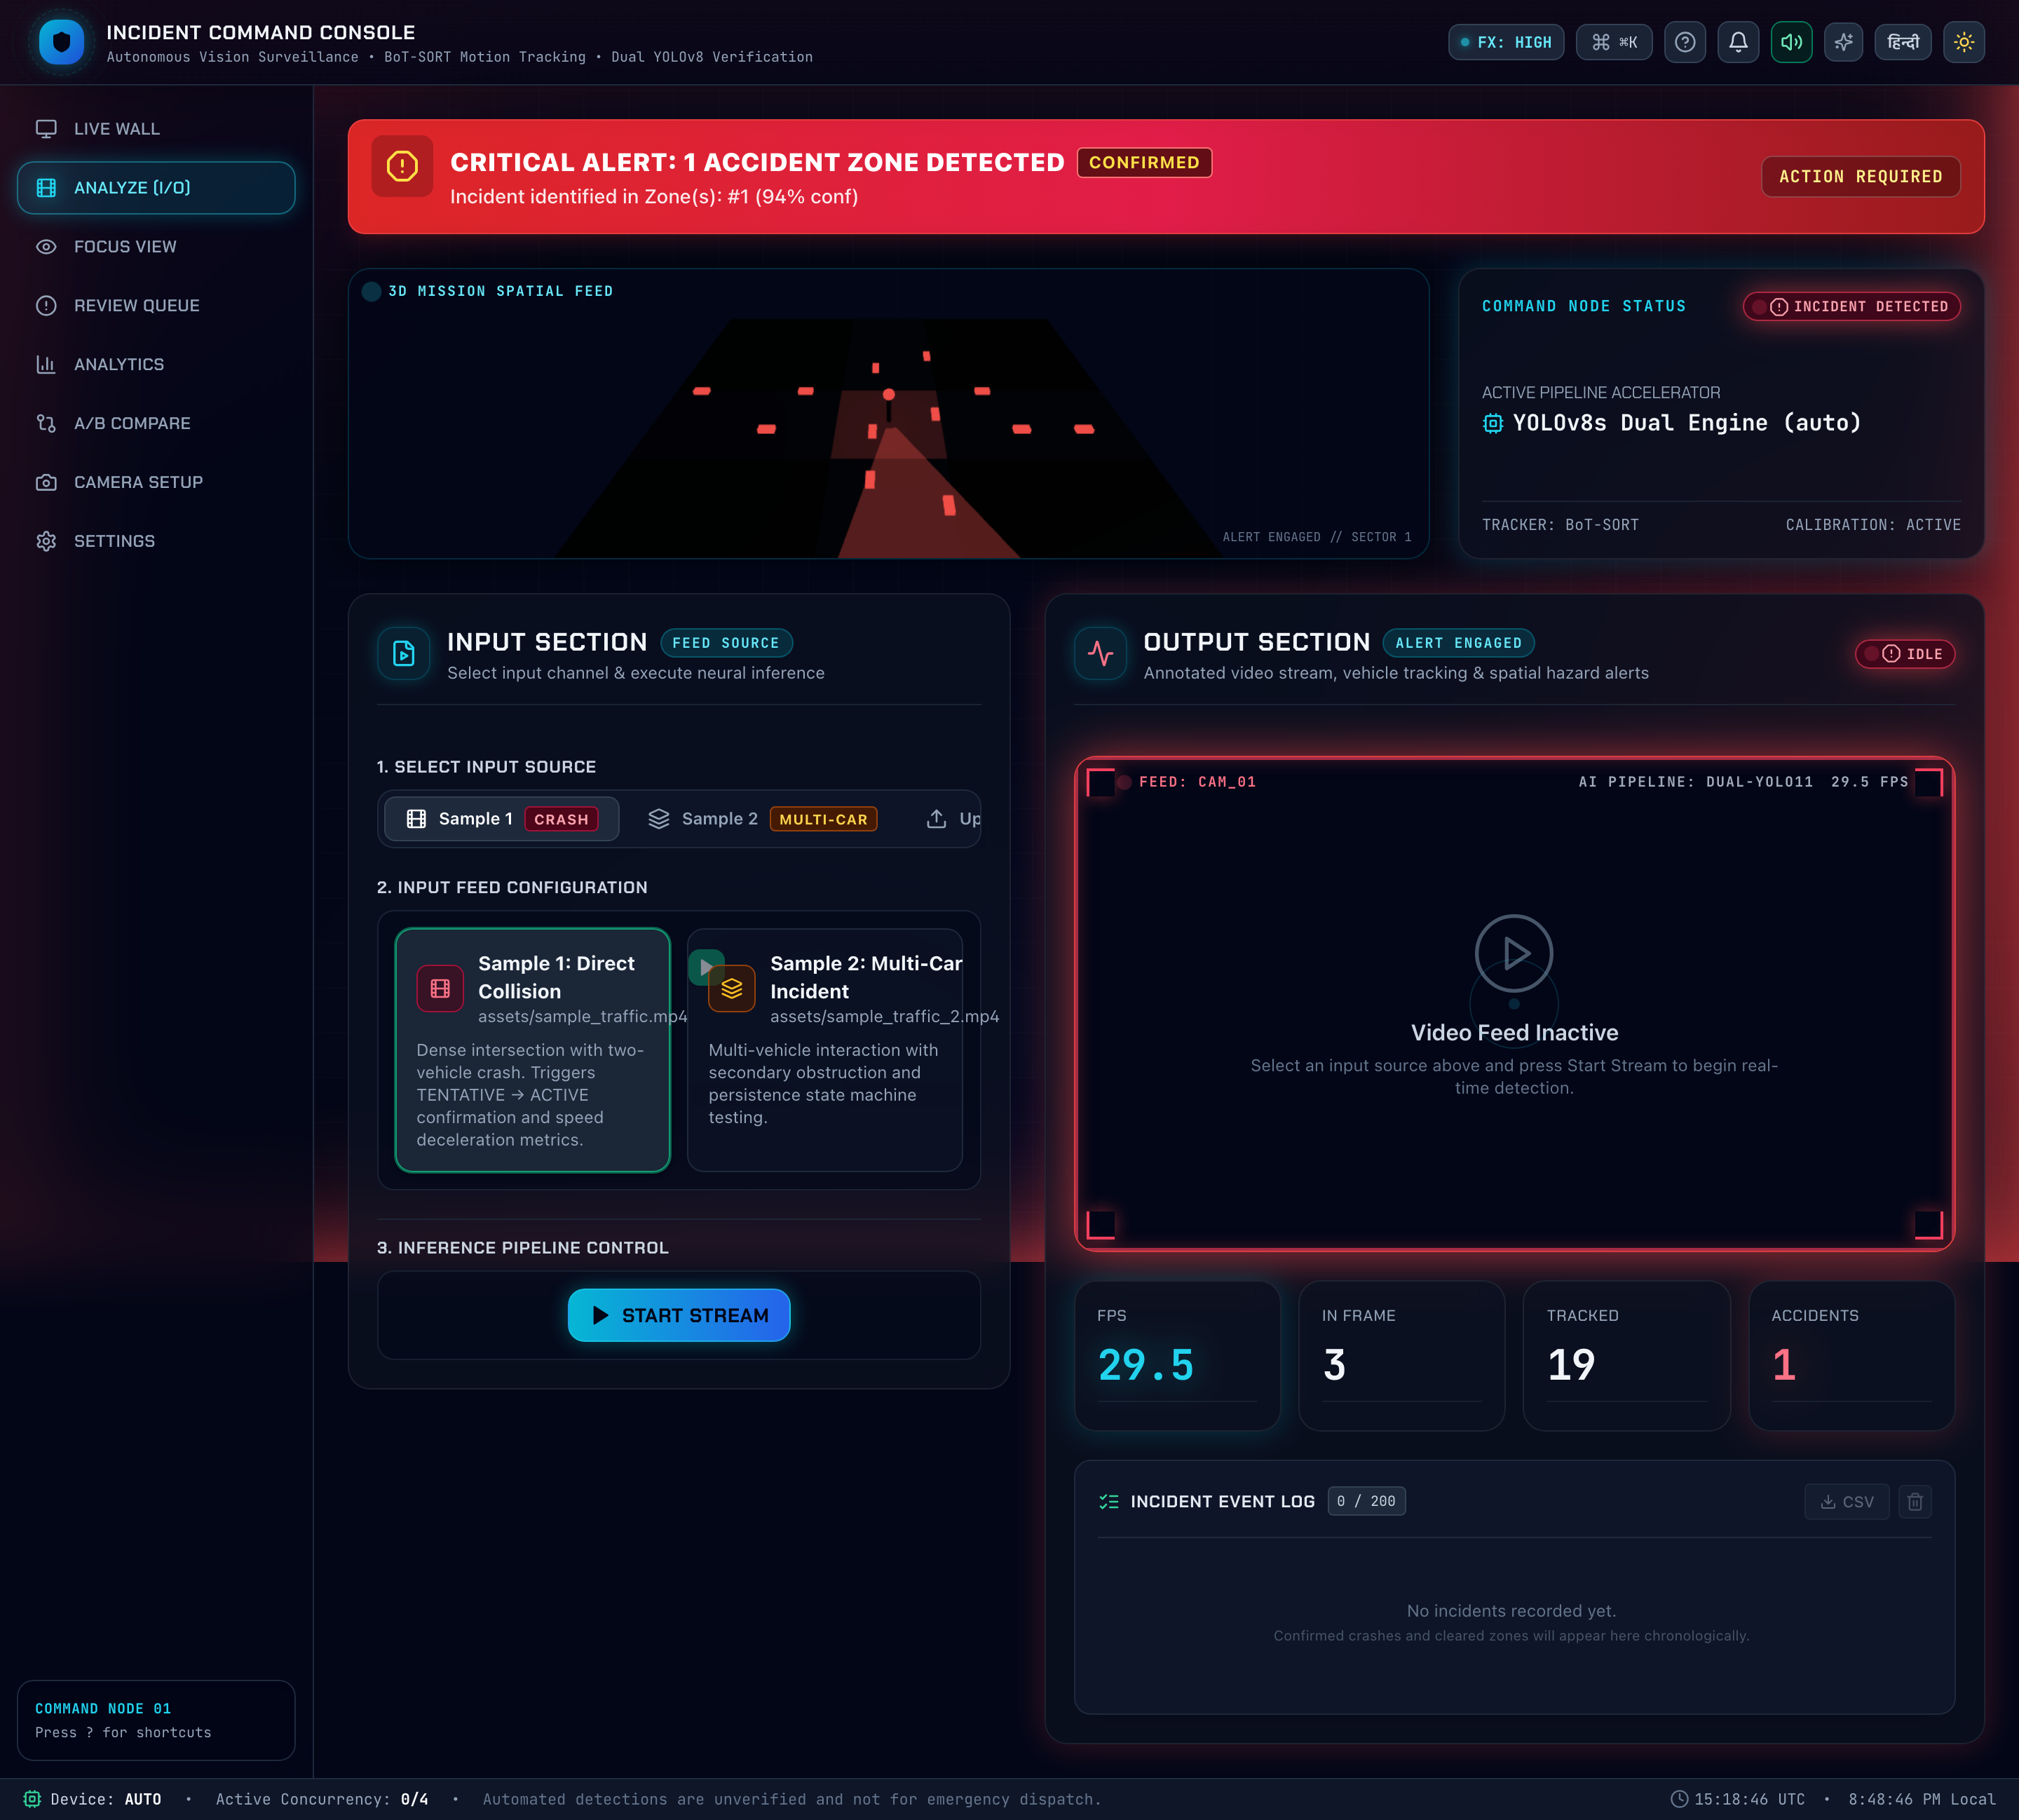 INCIDENT COMMAND CONSOLE
Autonomous Vision Surveillance • BoT-SORT Motion Tracking • Dual YOLOv8 Verification
FX: HIGH
⌘K
हिन्दी
LIVE WALL
ANALYZE (I/O)
FOCUS VIEW
REVIEW QUEUE
ANALYTICS
A/B COMPARE
CAMERA SETUP
SETTINGS
CRITICAL ALERT: 1 ACCIDENT ZONE DETECTED CONFIRMED
Incident identified in Zone(s): #1 (94% conf)
ACTION REQUIRED
3D MISSION SPATIAL FEED
ALERT ENGAGED // SECTOR 1
COMMAND NODE STATUS
INCIDENT DETECTED
ACTIVE PIPELINE ACCELERATOR
YOLOv8s Dual Engine (auto)
TRACKER: BoT-SORT
CALIBRATION: ACTIVE
INPUT SECTION FEED SOURCE
Select input channel & execute neural inference
1. SELECT INPUT SOURCE
Sample 1 CRASH
Sample 2 MULTI-CAR
Up
2. INPUT FEED CONFIGURATION
Sample 1: Direct
Collision
assets/sample_traffic.mp4
Dense intersection with two-
vehicle crash. Triggers
TENTATIVE → ACTIVE
confirmation and speed
deceleration metrics.
Sample 2: Multi-Car
Incident
assets/sample_traffic_2.mp4
Multi-vehicle interaction with
secondary obstruction and
persistence state machine
testing.
3. INFERENCE PIPELINE CONTROL
START STREAM
OUTPUT SECTION ALERT ENGAGED
Annotated video stream, vehicle tracking & spatial hazard alerts
IDLE
FEED: CAM_01
AI PIPELINE: DUAL-YOLO11 29.5 FPS
Video Feed Inactive
Select an input source above and press Start Stream to begin real-
time detection.
FPS
29.5
IN FRAME
3
TRACKED
19
ACCIDENTS
1
INCIDENT EVENT LOG 0 / 200
CSV
No incidents recorded yet.
Confirmed crashes and cleared zones will appear here chronologically.
COMMAND NODE 01
Press ? for shortcuts
Device: AUTO • Active Concurrency: 0/4 • Automated detections are unverified and not for emergency dispatch.
15:18:46 UTC • 8:48:46 PM Local